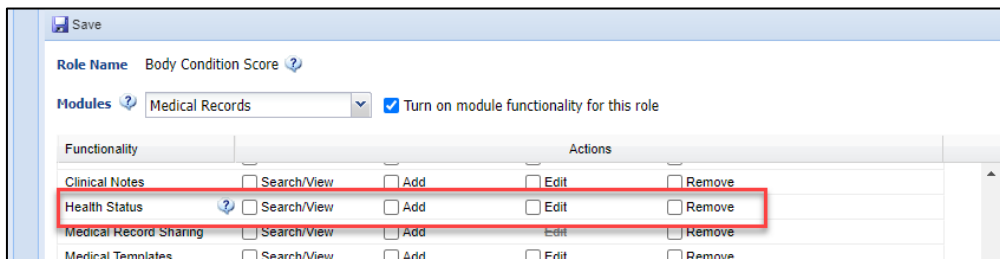 Save
Role Name Body Condition Score
Modules Medical Records Turn on module functionality for this role
Functionality Actions
Clinical Notes Search/View Add Edit Remove
Health Status Search/View Add Edit Remove
Medical Record Sharing Search/View Add Edit Remove
Medical Templates Search/View Add Edit Remove